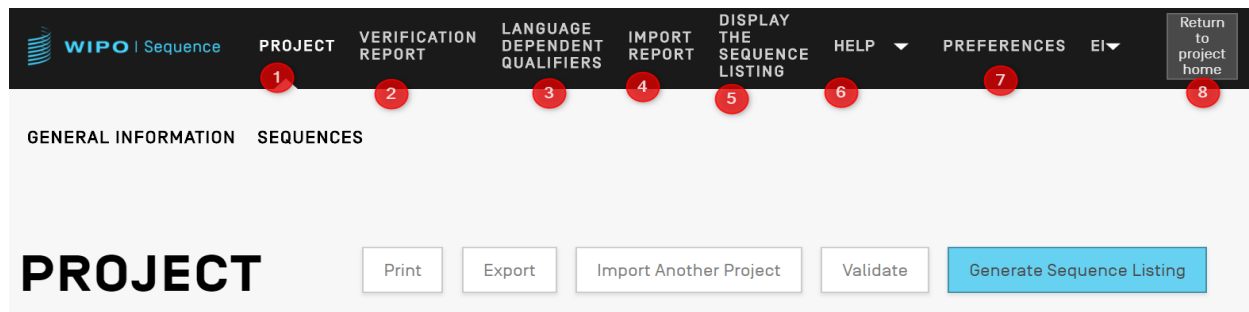 WIPO | Sequence
PROJECT
VERIFICATION
REPORT
LANGUAGE
DEPENDENT
QUALIFIERS
IMPORT
REPORT
DISPLAY
THE
SEQUENCE
LISTING
HELP
PREFERENCES
EI
Return
to
project
home
1
2
3
4
5
6
7
8
GENERAL INFORMATION
SEQUENCES
PROJECT
Print
Export
Import Another Project
Validate
Generate Sequence Listing